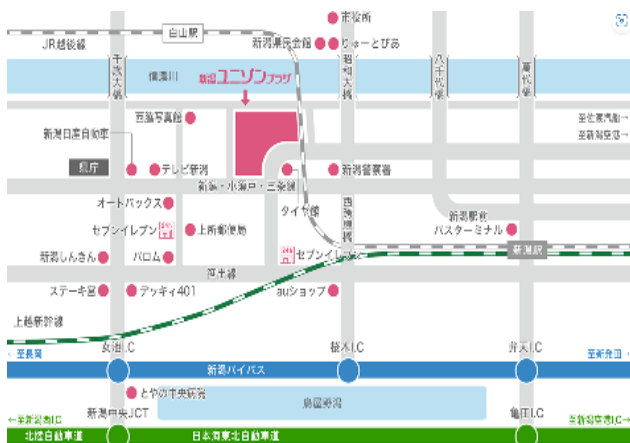 市役所
白山駅
新潟県民会館
りゅーとぴあ
JR越後線
千歳大橋
昭和大橋
八千代橋
萬代橋
信濃川
新潟ユニゾンプラザ
西脇写真館
至佐渡汽船→
新潟日産自動車
至新潟空港→
県庁
テレビ新潟
新潟警察署
新潟・小須戸・三条線
オートバックス
タイヤ館
セブンイレブン
上所郵便局
新潟駅前
バスターミナル
新潟しんきん
パロム
セブンイレブン
新潟駅
笹出線
ステーキ宮
デッキィ401
auショップ
上越新幹線
女池I.C
桜木I.C
弁天I.C
←至長岡
新潟バイパス
至新発田→
とやの中央病院
鳥屋野潟
新潟中央JCT
亀田I.C
←至新潟西I.C
至新潟空港I.C→
北陸自動車道
日本海東北自動車道